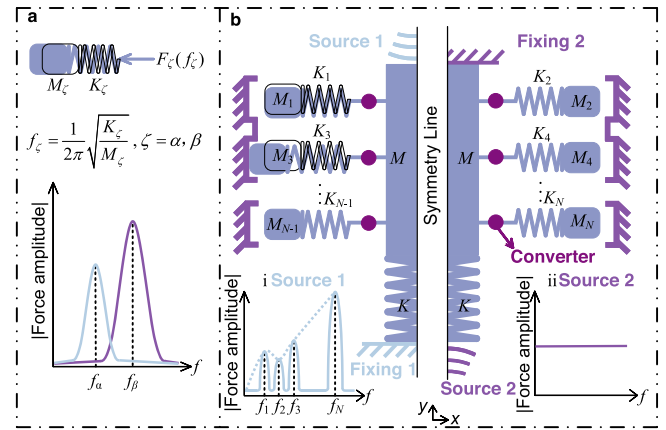 a
M_ζ K_ζ F_ζ(f_ζ)
f_ζ = 1/2π √(K_ζ/M_ζ) , ζ = α, β
|Force amplitude|
f_α f_β f
b
Source 1
Fixing 2
K_1
M_1
K_3
M_3
⋮ K_{N-1}
M_{N-1}
M
Symmetry Line
M
K_2
M_2
K_4
M_4
⋮ K_N
M_N
Converter
K
K
Fixing 1
Source 2
i Source 1
|Force amplitude|
f_1 f_2 f_3 f_N f
ii Source 2
|Force amplitude|
f
y
x